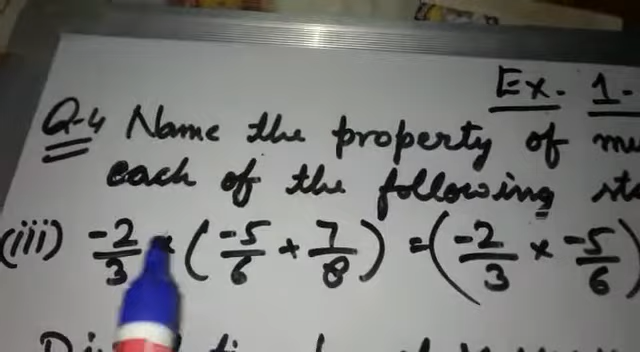 Ex. 1.
Q.4 Name the property of
each of the following
(iii) -2/3 × ( -5/6 + 7/8 ) = ( -2/3 × -5/6 )